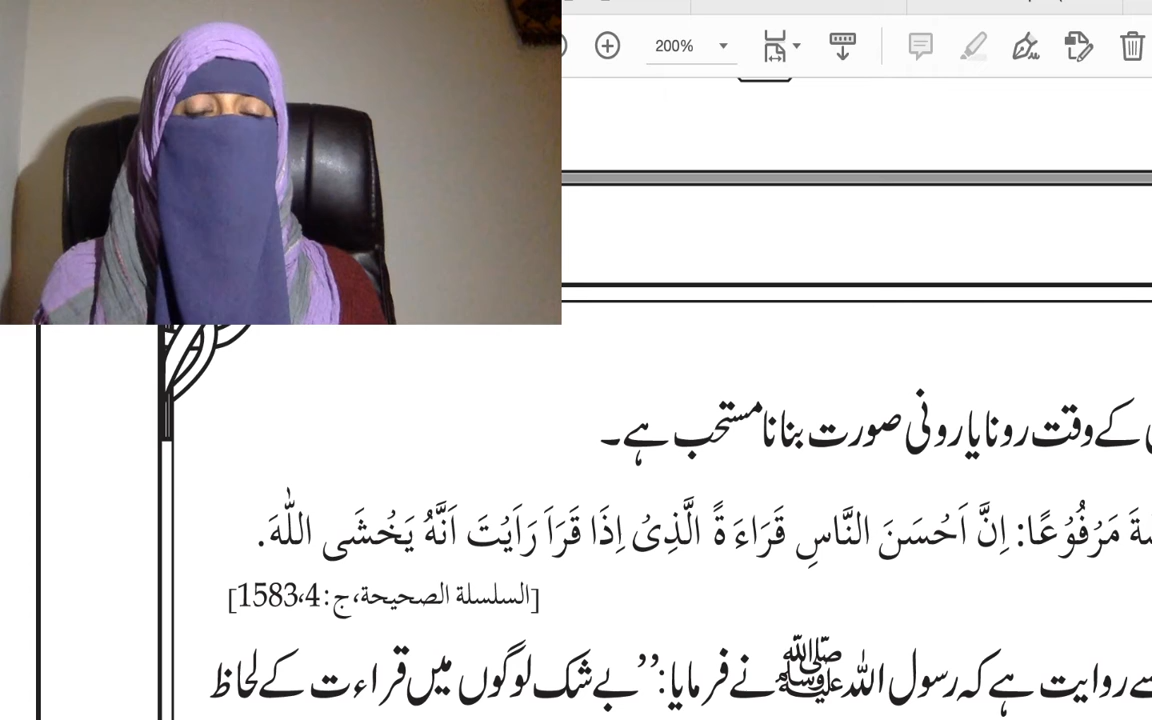 200%
کے وقت رونا یا رونی صورت بنانا مستحب ہے۔
مَرْفُوْعًا: اِنَّ اَحْسَنَ النَّاسِ قَرَاءَةً الَّذِیْ اِذَا قَرَاَ رَاَیْتَ اَنَّهُ یَخْشَی اللّٰهَ.
[السلسلة الصحيحة،ج:4،1583]
سے روایت ہے کہ رسول اللہ ﷺ نے فرمایا:’’بے شک لوگوں میں قراءت کے لحاظ